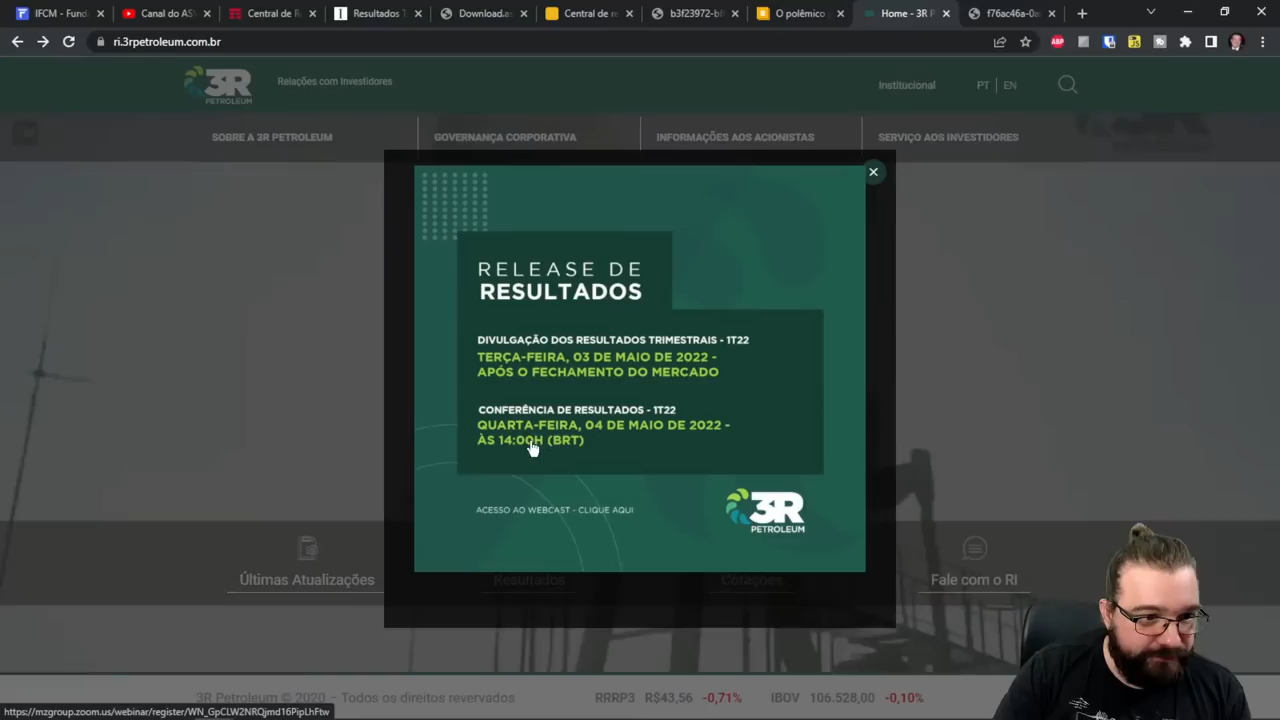 IFCM - Fund
Canal do AS
Central de R
Resultados T
Download.as
Central de re
b3f23972-b
O polêmico
Home - 3R P
f76ac46a-0a
ri.3rpetroleum.com.br
3R
PETROLEUM
Relações com Investidores
Institucional
PT | EN
SOBRE A 3R PETROLEUM
GOVERNANÇA CORPORATIVA
INFORMAÇÕES AOS ACIONISTAS
SERVIÇO AOS INVESTIDORES
RELEASE DE
RESULTADOS
DIVULGAÇÃO DOS RESULTADOS TRIMESTRAIS - 1T22
TERÇA-FEIRA, 03 DE MAIO DE 2022 -
APÓS O FECHAMENTO DO MERCADO
CONFERÊNCIA DE RESULTADOS - 1T22
QUARTA-FEIRA, 04 DE MAIO DE 2022 -
ÀS 14:00H (BRT)
ACESSO AO WEBCAST - CLIQUE AQUI
3R
PETROLEUM
Últimas Atualizações
Resultados
Cotações
Fale com o RI
3R Petroleum © 2020 – Todos os direitos reservados
RRRP3 R$43,56 -0,71%
IBOV 106.528,00 -0,10%
https://mzgroup.zoom.us/webinar/register/WN_GpCLW2NRQjmd16PipLhFtw